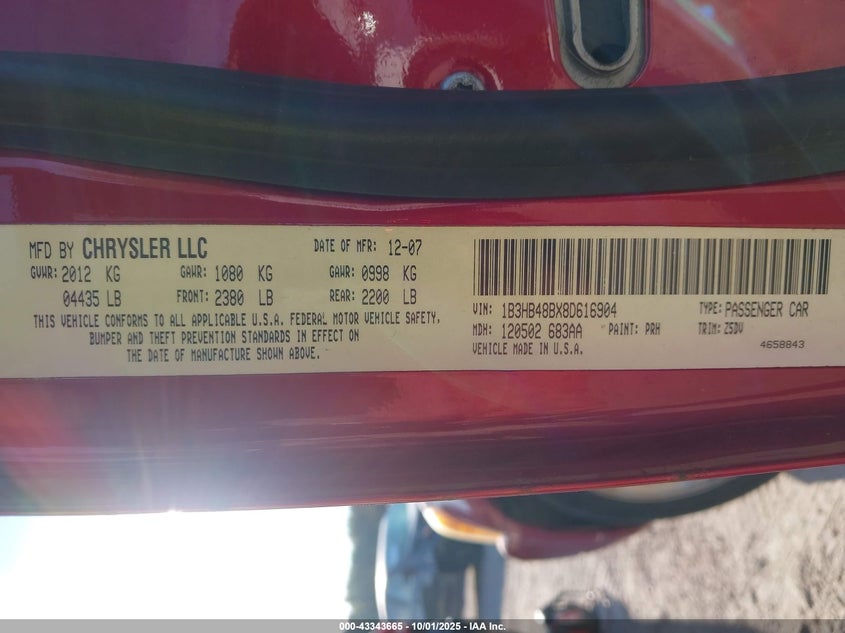 MFD BY CHRYSLER LLC DATE OF MFR: 12-07
GVWR: 2012 KG GAWR: 1080 KG GAWR: 0998 KG
04435 LB FRONT: 2380 LB REAR: 2200 LB
THIS VEHICLE CONFORMS TO ALL APPLICABLE U.S.A. FEDERAL MOTOR VEHICLE SAFETY,
BUMPER AND THEFT PREVENTION STANDARDS IN EFFECT ON
THE DATE OF MANUFACTURE SHOWN ABOVE.
VIN: 1B3HB48BX8D616904 TYPE: PASSENGER CAR
MDH: 120502 683AA PAINT: PRH TRIM: Z5DV
VEHICLE MADE IN U.S.A.
4658843
000-43343665 - 10/01/2025 - IAA Inc.